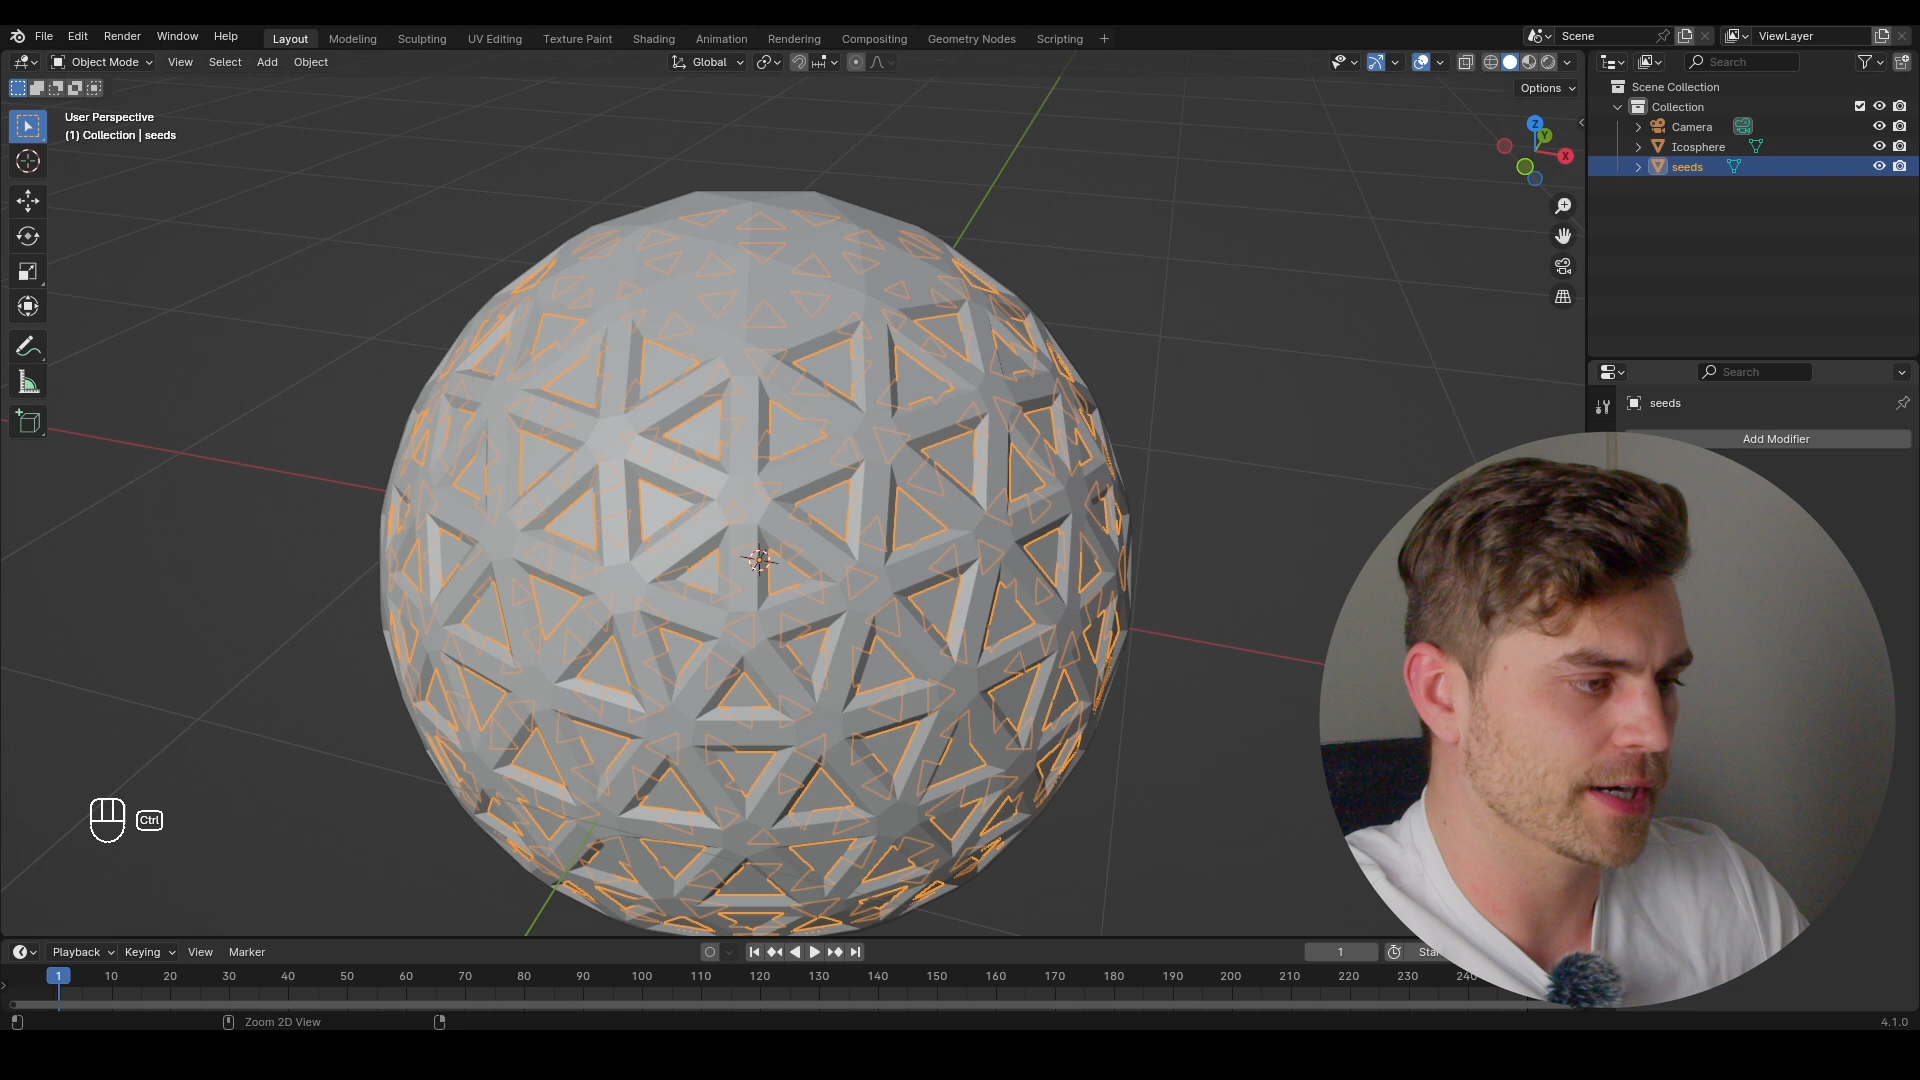 File Edit Render Window Help Layout Modeling Sculpting UV Editing Texture Paint Shading Animation Rendering Compositing Geometry Nodes Scripting + Scene ViewLayer
Object Mode View Select Add Object Global Search
Options
User Perspective
(1) Collection | seeds
Z
Y
X
Scene Collection
Collection
Camera
Icosphere
seeds
Search
seeds
Add Modifier
Ctrl
Playback Keying View Marker 1 Star
1 10 20 30 40 50 60 70 80 90 100 110 120 130 140 150 160 170 180 190 200 210 220 230 240
Zoom 2D View 4.1.0